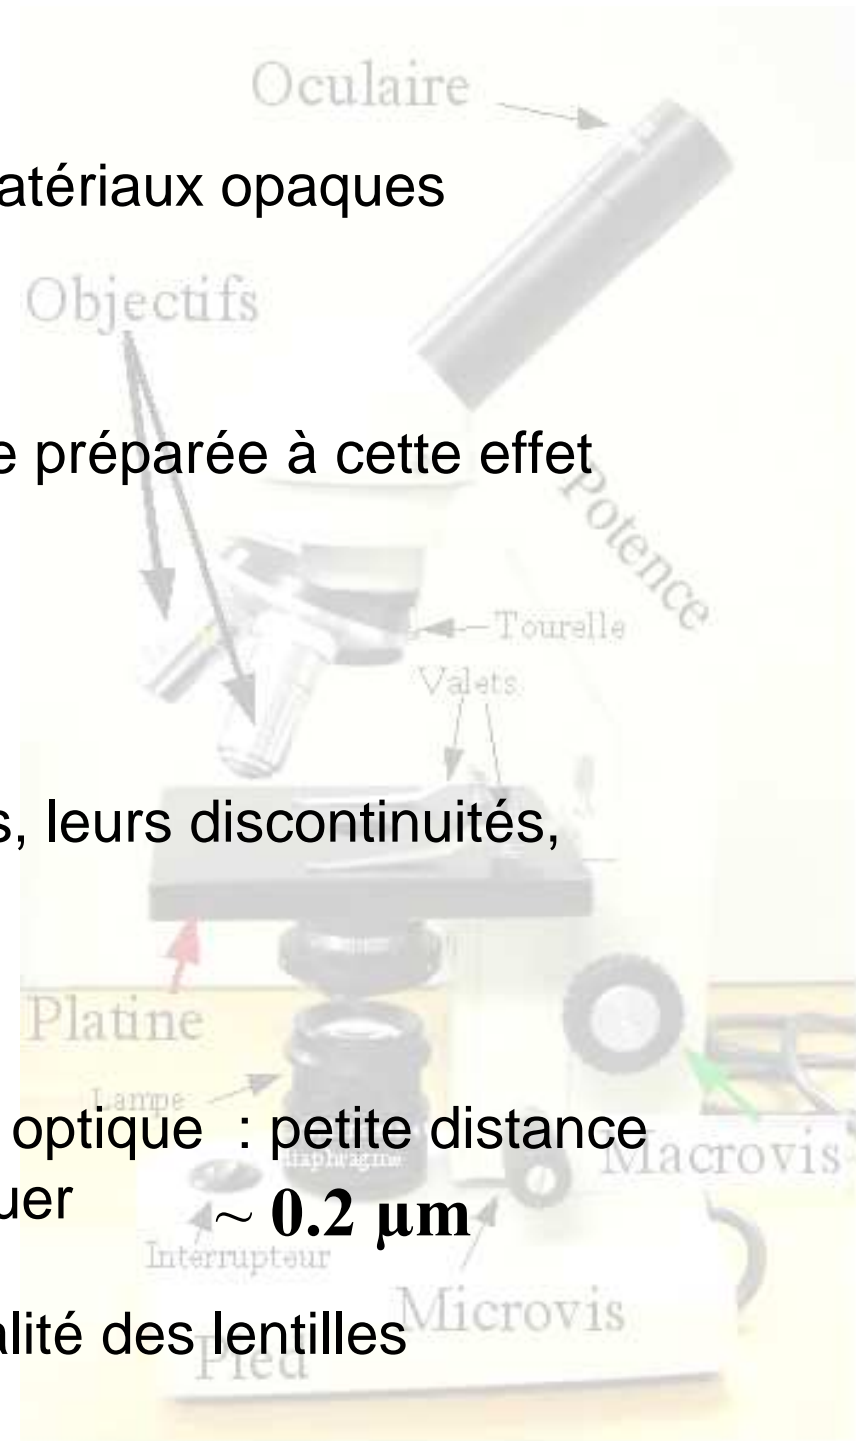 Oculaire
atériaux opaques
Objectifs
e préparée à cette effet
Potence
Tourelle
Valets
s, leurs discontinuités,
Platine
Lampe
optique : petite distance
diaphragme
Macrovis
uer ~ 0.2 µm
Interrupteur
Microvis
alité des lentilles
Pied